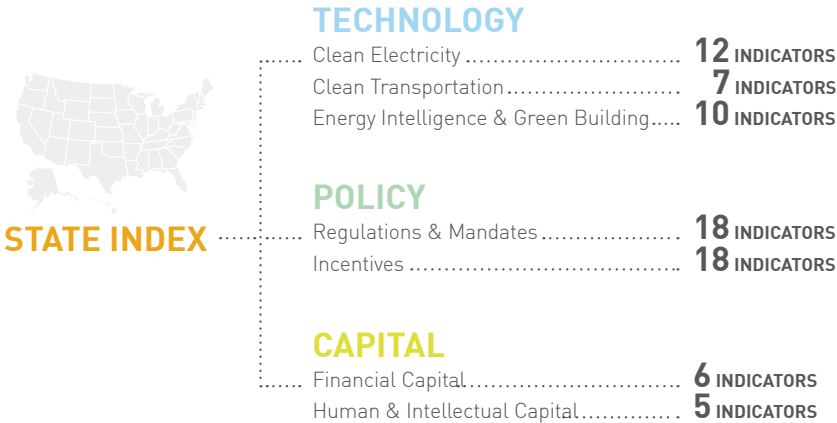 TECHNOLOGY
Clean Electricity 12 INDICATORS
Clean Transportation 7 INDICATORS
Energy Intelligence & Green Building 10 INDICATORS
STATE INDEX
POLICY
Regulations & Mandates 18 INDICATORS
Incentives 18 INDICATORS
CAPITAL
Financial Capital 6 INDICATORS
Human & Intellectual Capital 5 INDICATORS